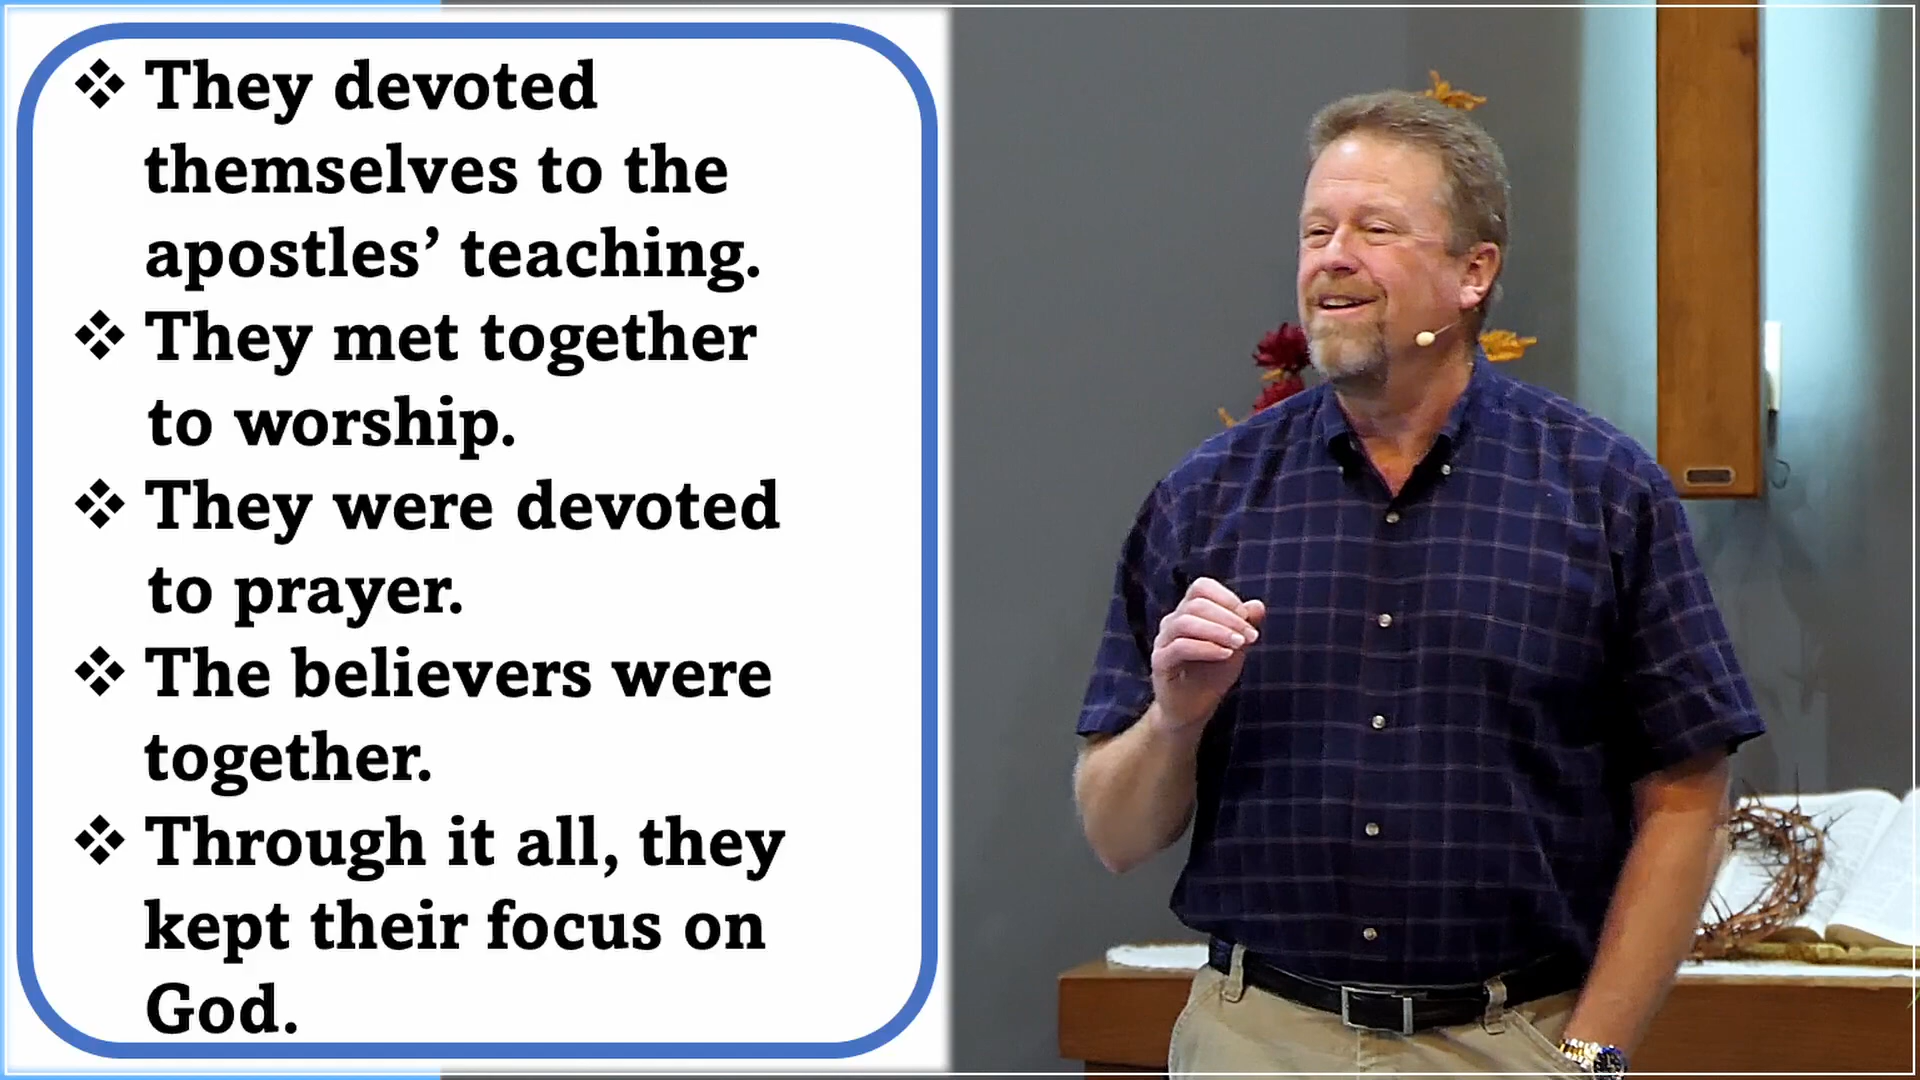 ❖ They devoted
themselves to the
apostles’ teaching.
❖ They met together
to worship.
❖ They were devoted
to prayer.
❖ The believers were
together.
❖ Through it all, they
kept their focus on
God.